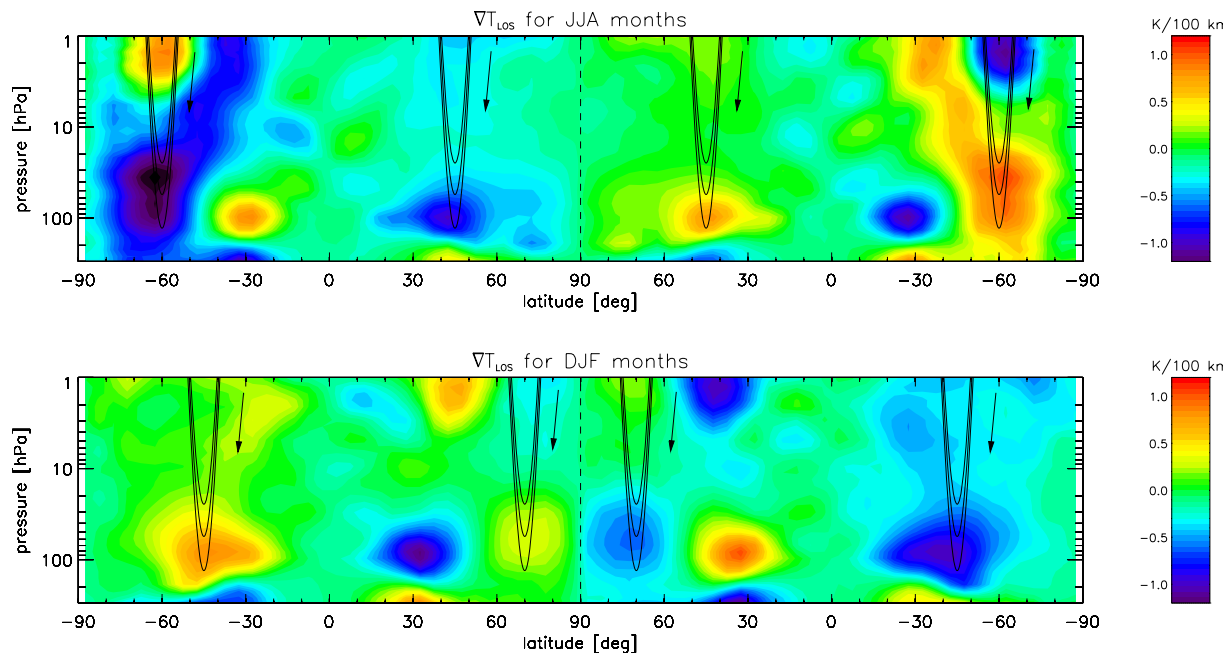 ∇T_LOS for JJA months
K/100 km
1
10
100
pressure [hPa]
−90 −60 −30 0 30 60 90 60 30 0 −30 −60 −90
latitude [deg] latitude [deg]
1.0
0.5
0.0
−0.5
−1.0
∇T_LOS for DJF months
K/100 km
1
10
100
pressure [hPa]
−90 −60 −30 0 30 60 90 60 30 0 −30 −60 −90
latitude [deg]
1.0
0.5
0.0
−0.5
−1.0